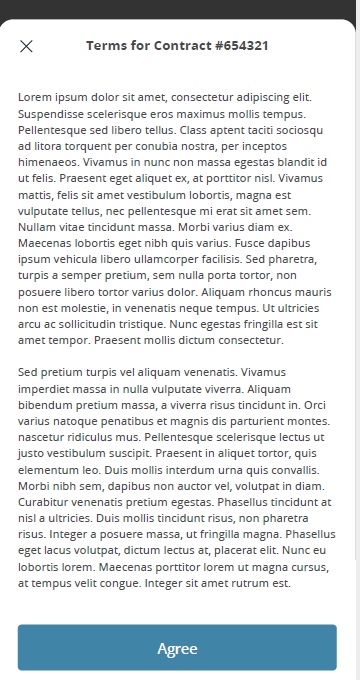 Terms for Contract #654321
Lorem ipsum dolor sit amet, consectetur adipiscing elit.
Suspendisse scelerisque eros maximus mollis tempus.
Pellentesque sed libero tellus. Class aptent taciti sociosqu
ad litora torquent per conubia nostra, per inceptos
himenaeos. Vivamus in nunc non massa egestas blandit id
ut felis. Praesent eget aliquet ex, at porttitor nisl. Vivamus
mattis, felis sit amet vestibulum lobortis, magna est
vulputate tellus, nec pellentesque mi erat sit amet sem.
Nullam vitae tincidunt massa. Morbi varius diam ex.
Maecenas lobortis eget nibh quis varius. Fusce dapibus
ipsum vehicula libero ullamcorper facilisis. Sed pharetra,
turpis a semper pretium, sem nulla porta tortor, non
posuere libero tortor varius dolor. Aliquam rhoncus mauris
non est molestie, in venenatis neque tempus. Ut ultricies
arcu ac sollicitudin tristique. Nunc egestas fringilla est sit
amet tempor. Praesent mollis dictum consectetur.
Sed pretium turpis vel aliquam venenatis. Vivamus
imperdiet massa in nulla vulputate viverra. Aliquam
bibendum pretium massa, a viverra risus tincidunt in. Orci
varius natoque penatibus et magnis dis parturient montes.
nascetur ridiculus mus. Pellentesque scelerisque lectus ut
justo vestibulum suscipit. Praesent in aliquet tortor, quis
elementum leo. Duis mollis interdum urna quis convallis.
Morbi nibh sem, dapibus non auctor vel, volutpat in diam.
Curabitur venenatis pretium egestas. Phasellus tincidunt at
nisl a ultricies. Duis mollis tincidunt risus, non pharetra
risus. Integer a posuere massa, ut fringilla magna. Phasellus
eget lacus volutpat, dictum lectus at, placerat elit. Nunc eu
lobortis lorem. Maecenas porttitor lorem ut magna cursus,
at tempus velit congue. Integer sit amet rutrum est.
Agree